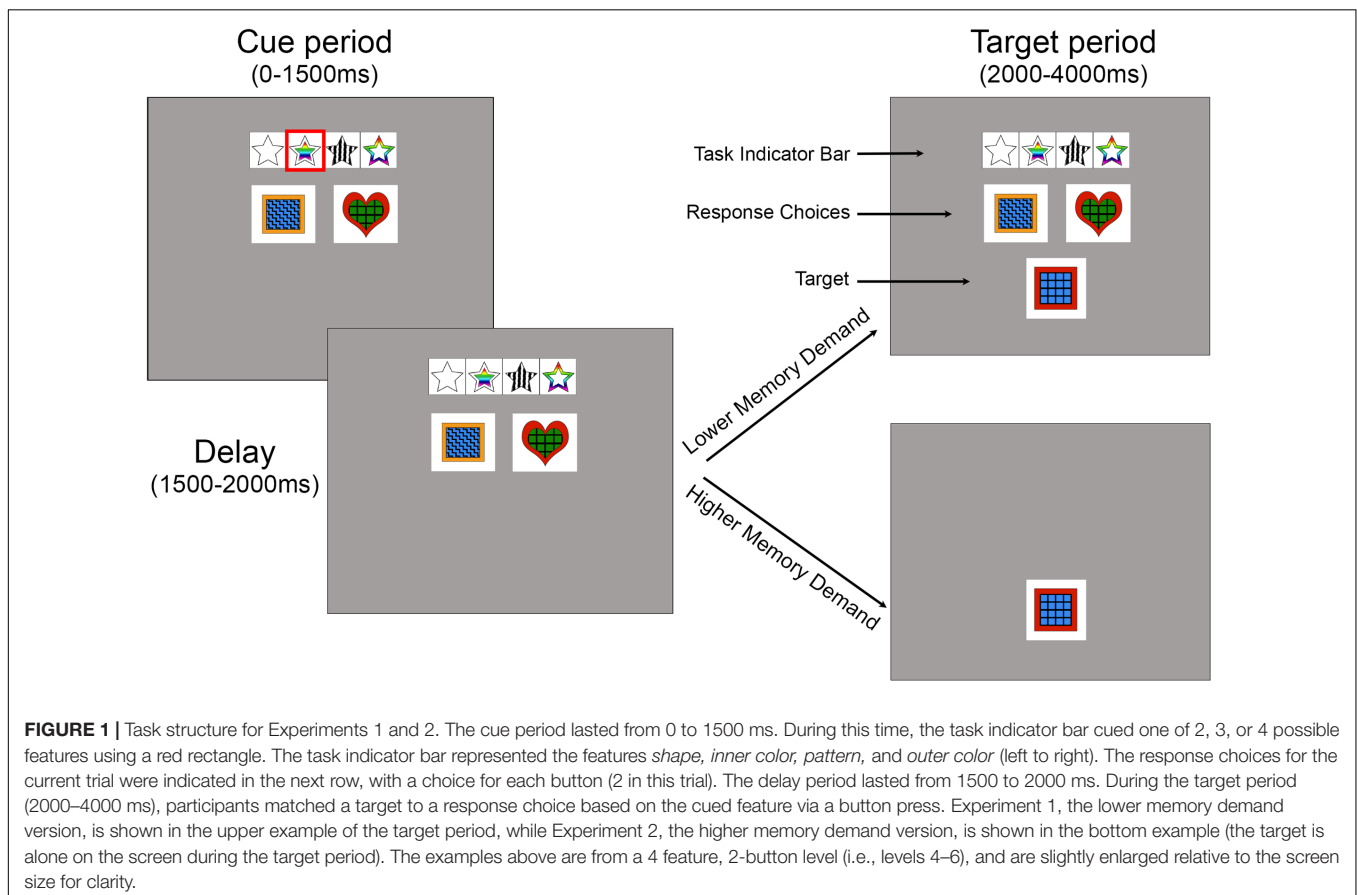 Cue period
(0-1500ms)
Target period
(2000-4000ms)
Task Indicator Bar
Response Choices
Target
Delay
(1500-2000ms)
Lower Memory Demand
Higher Memory Demand
FIGURE 1 | Task structure for Experiments 1 and 2. The cue period lasted from 0 to 1500 ms. During this time, the task indicator bar cued one of 2, 3, or 4 possible
features using a red rectangle. The task indicator bar represented the features shape, inner color, pattern, and outer color (left to right). The response choices for the
current trial were indicated in the next row, with a choice for each button (2 in this trial). The delay period lasted from 1500 to 2000 ms. During the target period
(2000–4000 ms), participants matched a target to a response choice based on the cued feature via a button press. Experiment 1, the lower memory demand
version, is shown in the upper example of the target period, while Experiment 2, the higher memory demand version, is shown in the bottom example (the target is
alone on the screen during the target period). The examples above are from a 4 feature, 2-button level (i.e., levels 4–6), and are slightly enlarged relative to the screen
size for clarity.